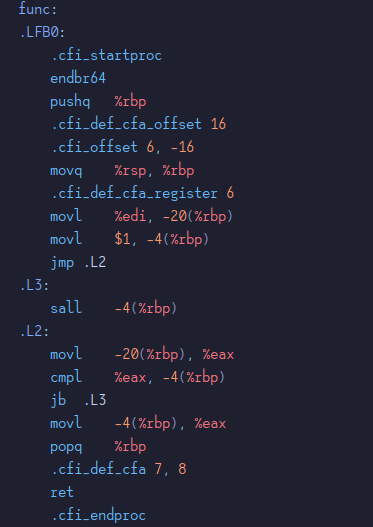 func:
.LFB0:
    .cfi_startproc
    endbr64
    pushq   %rbp
    .cfi_def_cfa_offset 16
    .cfi_offset 6, -16
    movq    %rsp, %rbp
    .cfi_def_cfa_register 6
    movl    %edi, -20(%rbp)
    movl    $1, -4(%rbp)
    jmp .L2
.L3:
    sall    -4(%rbp)
.L2:
    movl    -20(%rbp), %eax
    cmpl    %eax, -4(%rbp)
    jb  .L3
    movl    -4(%rbp), %eax
    popq    %rbp
    .cfi_def_cfa 7, 8
    ret
    .cfi_endproc